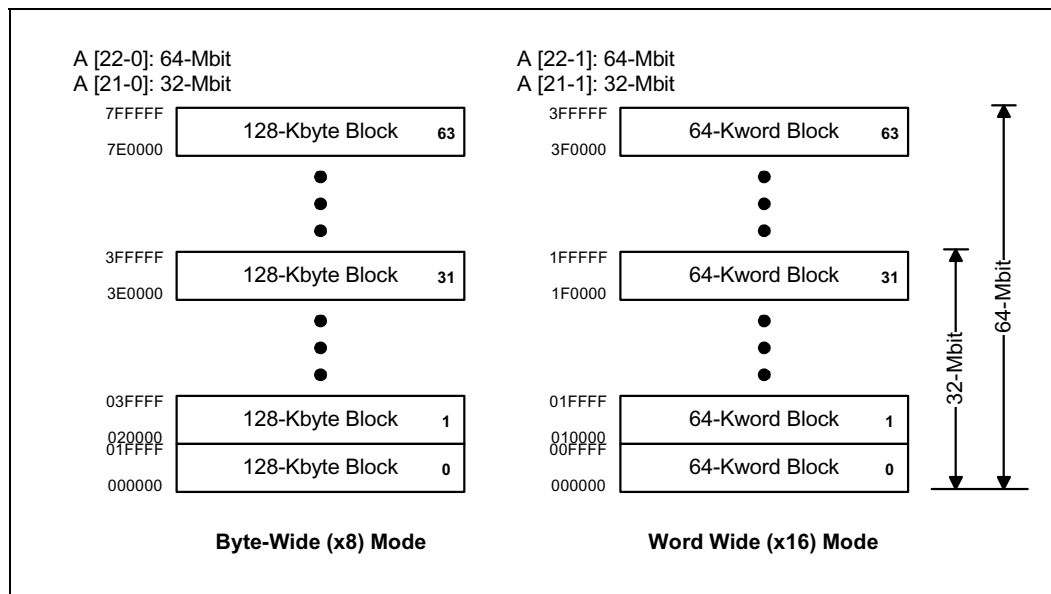 A [22-0]: 64-Mbit
A [21-0]: 32-Mbit
7FFFFF
128-Kbyte Block 63
7E0000
3FFFFF
128-Kbyte Block 31
3E0000
03FFFF
128-Kbyte Block 1
020000
01FFFF
128-Kbyte Block 0
000000
Byte-Wide (x8) Mode
A [22-1]: 64-Mbit
A [21-1]: 32-Mbit
3FFFFF
64-Kword Block 63
3F0000
1FFFFF
64-Kword Block 31
1F0000
01FFFF
64-Kword Block 1
010000
00FFFF
64-Kword Block 0
000000
Word Wide (x16) Mode
32-Mbit
64-Mbit